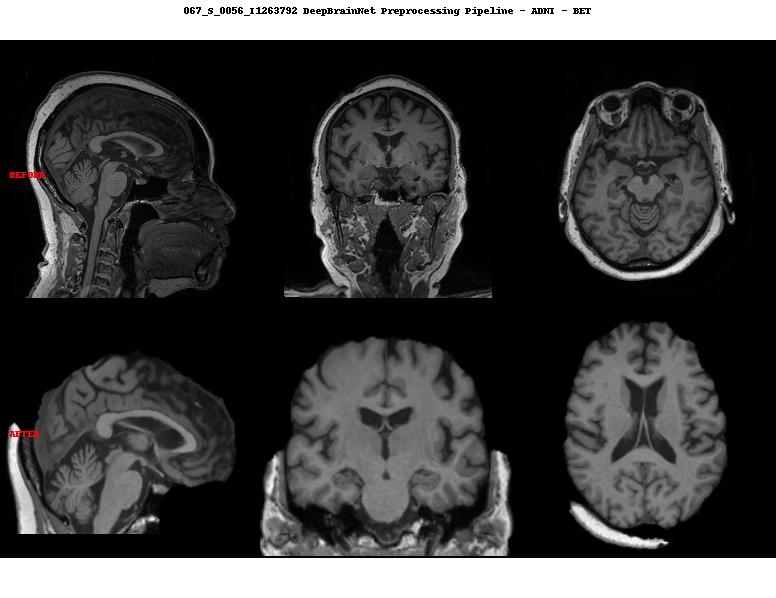 067_S_0056_I1263792 DeepBrainNet Preprocessing Pipeline - ADNI - BET
BEFORE
AFTER